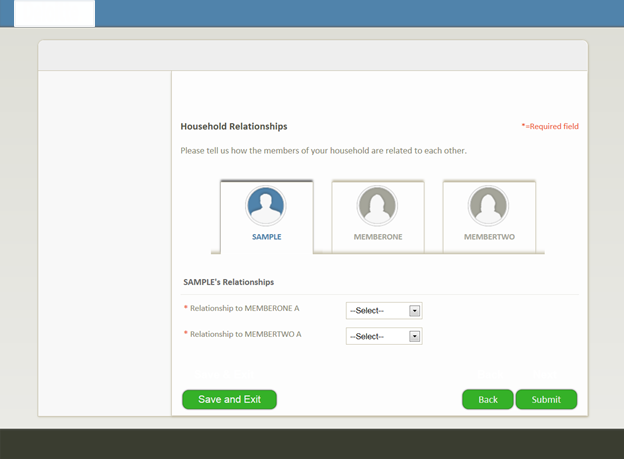 Household Relationships
*=Required field
Please tell us how the members of your household are related to each other.
SAMPLE
MEMBERONE
MEMBERTWO
SAMPLE's Relationships
* Relationship to MEMBERONE A
--Select--
* Relationship to MEMBERTWO A
--Select--
Save and Exit
Back
Submit